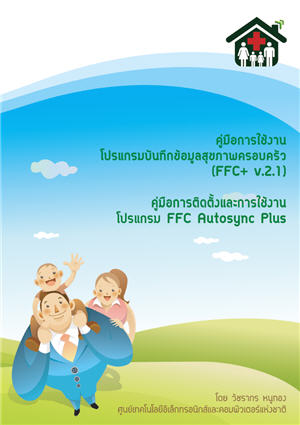 คู่มือการใช้งาน
โปรแกรมบันทึกข้อมูลสุขภาพครอบครัว
(FFC+ v.2.1)
คู่มือการติดตั้งและการใช้งาน
โปรแกรม FFC Autosync Plus
โดย วัชรากร หนูทอง
ศูนย์เทคโนโลยีอิเล็กทรอนิกส์และคอมพิวเตอร์แห่งชาติ